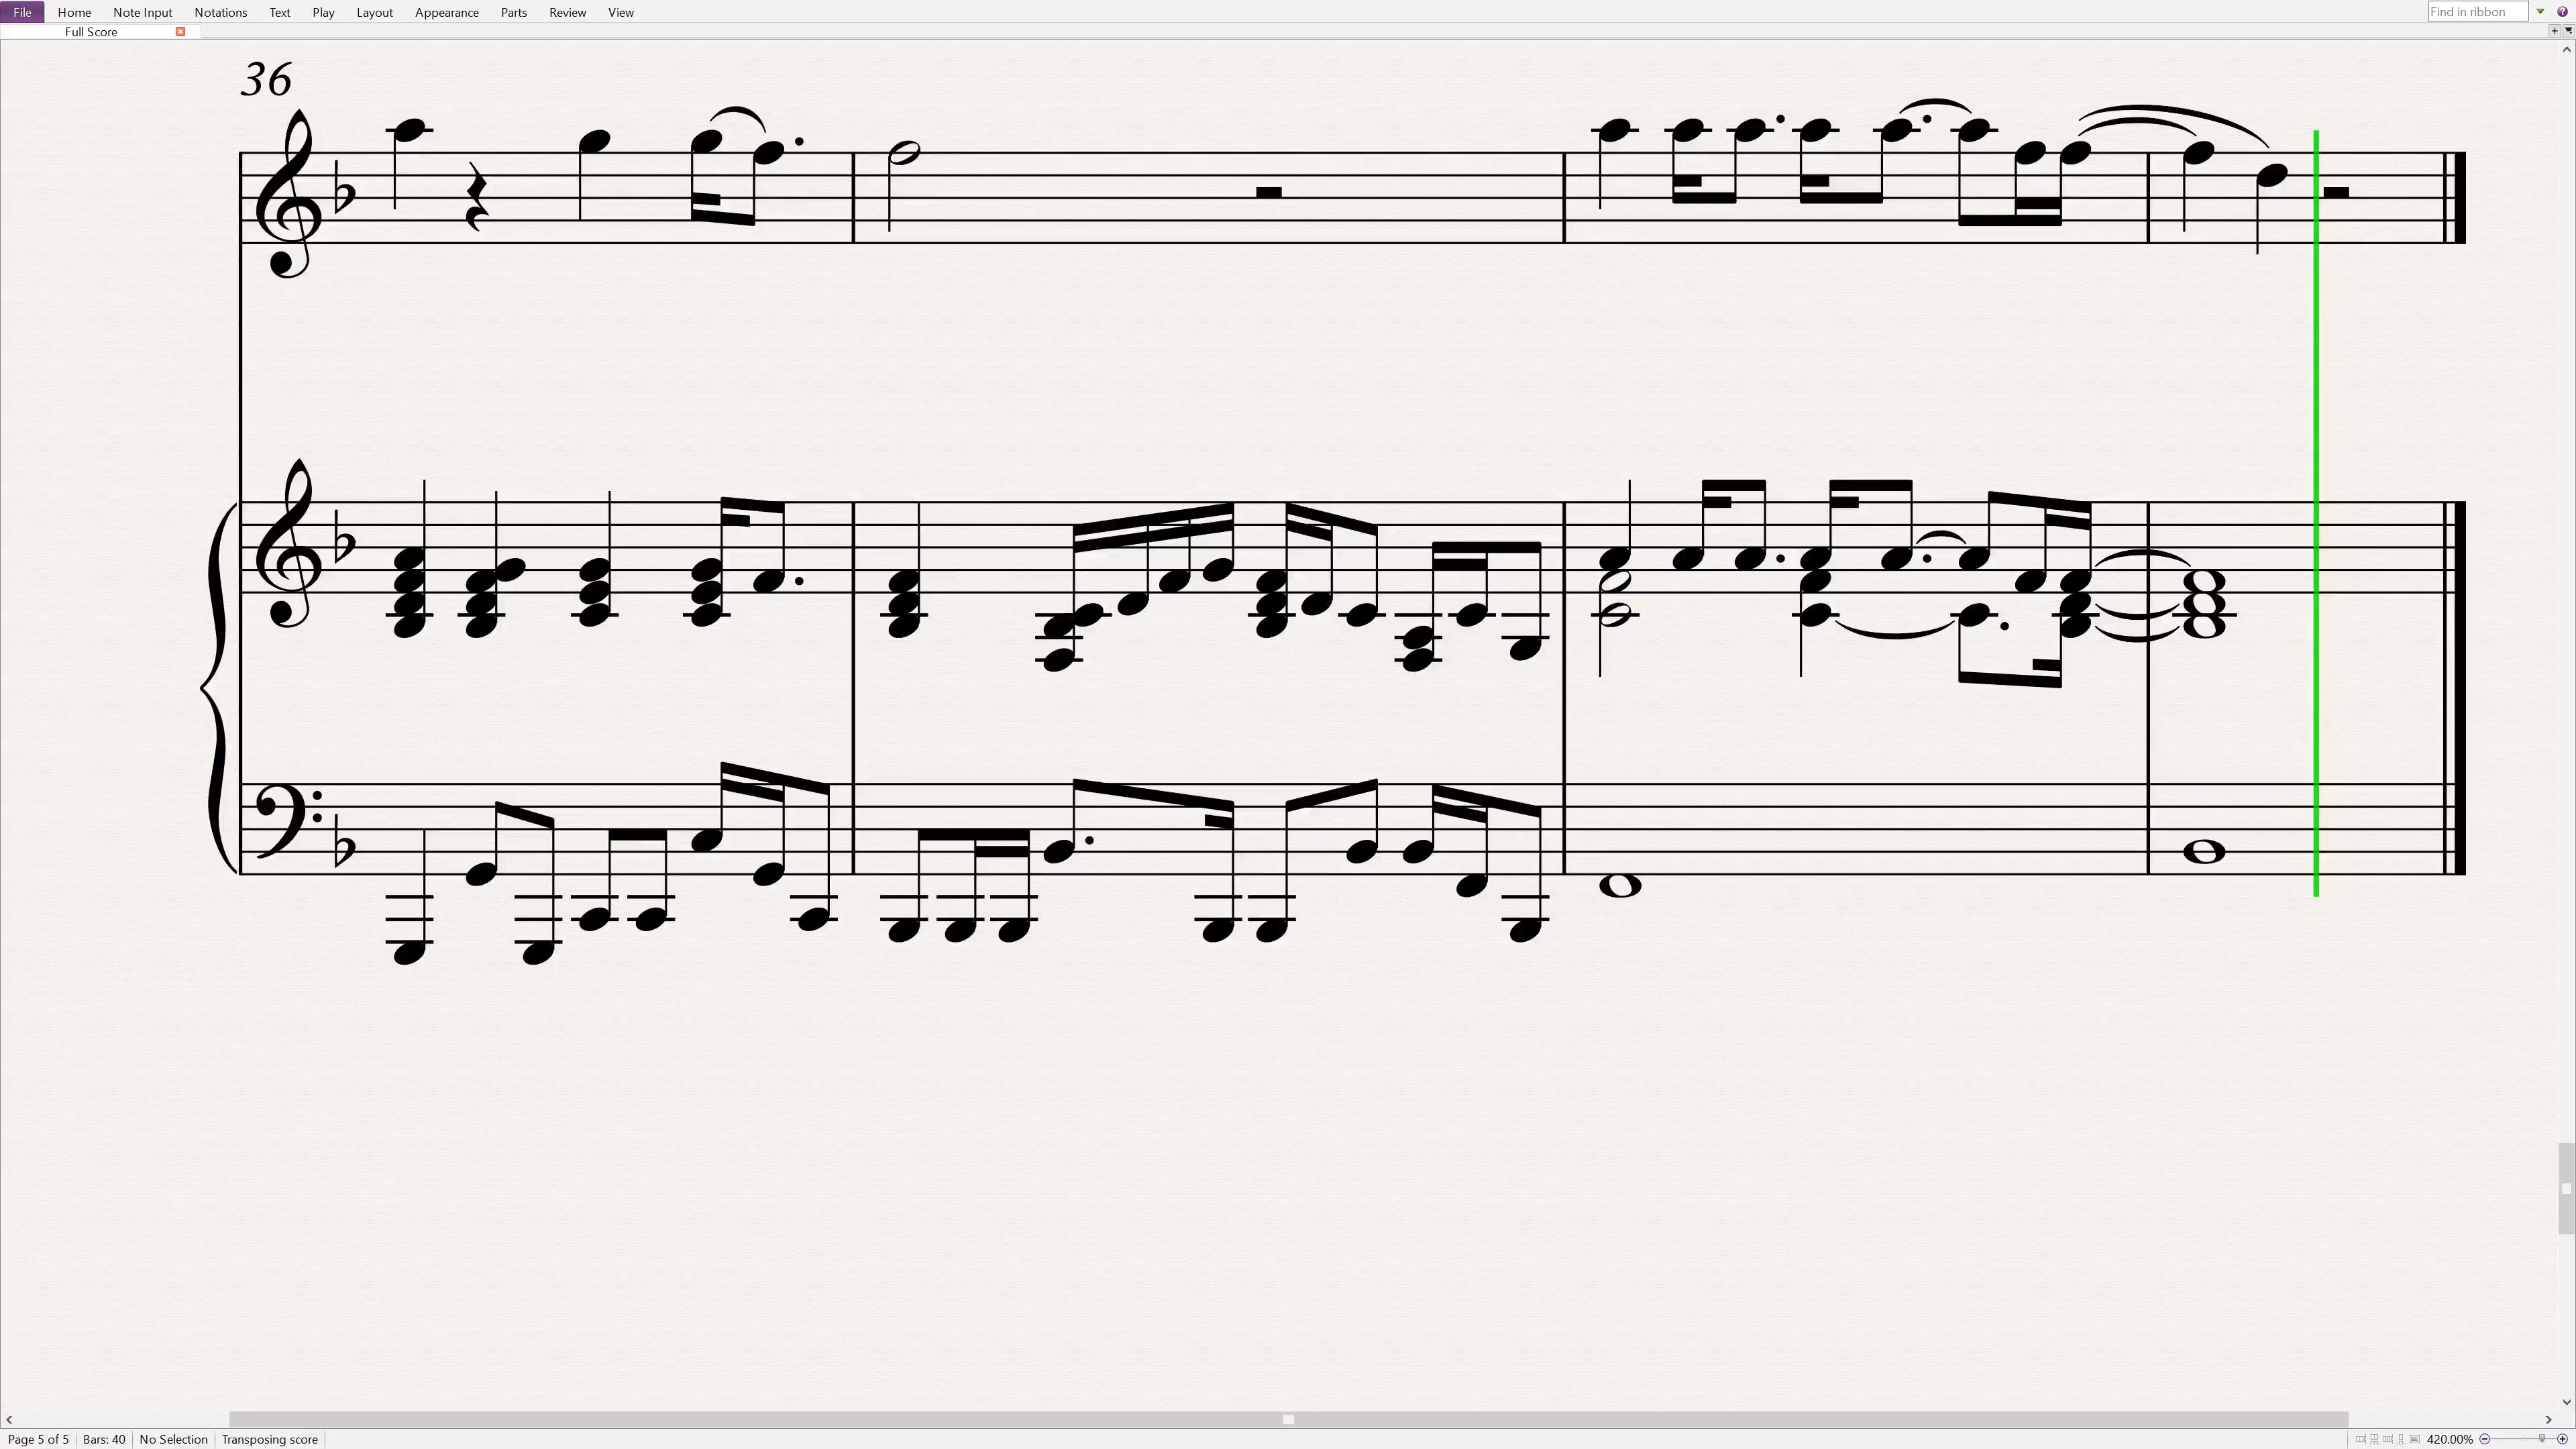 File Home Note Input Notations Text Play Layout Appearance Parts Review View Find in ribbon
Full Score
36
Page 5 of 5 Bars: 40 No Selection Transposing score 420.00%